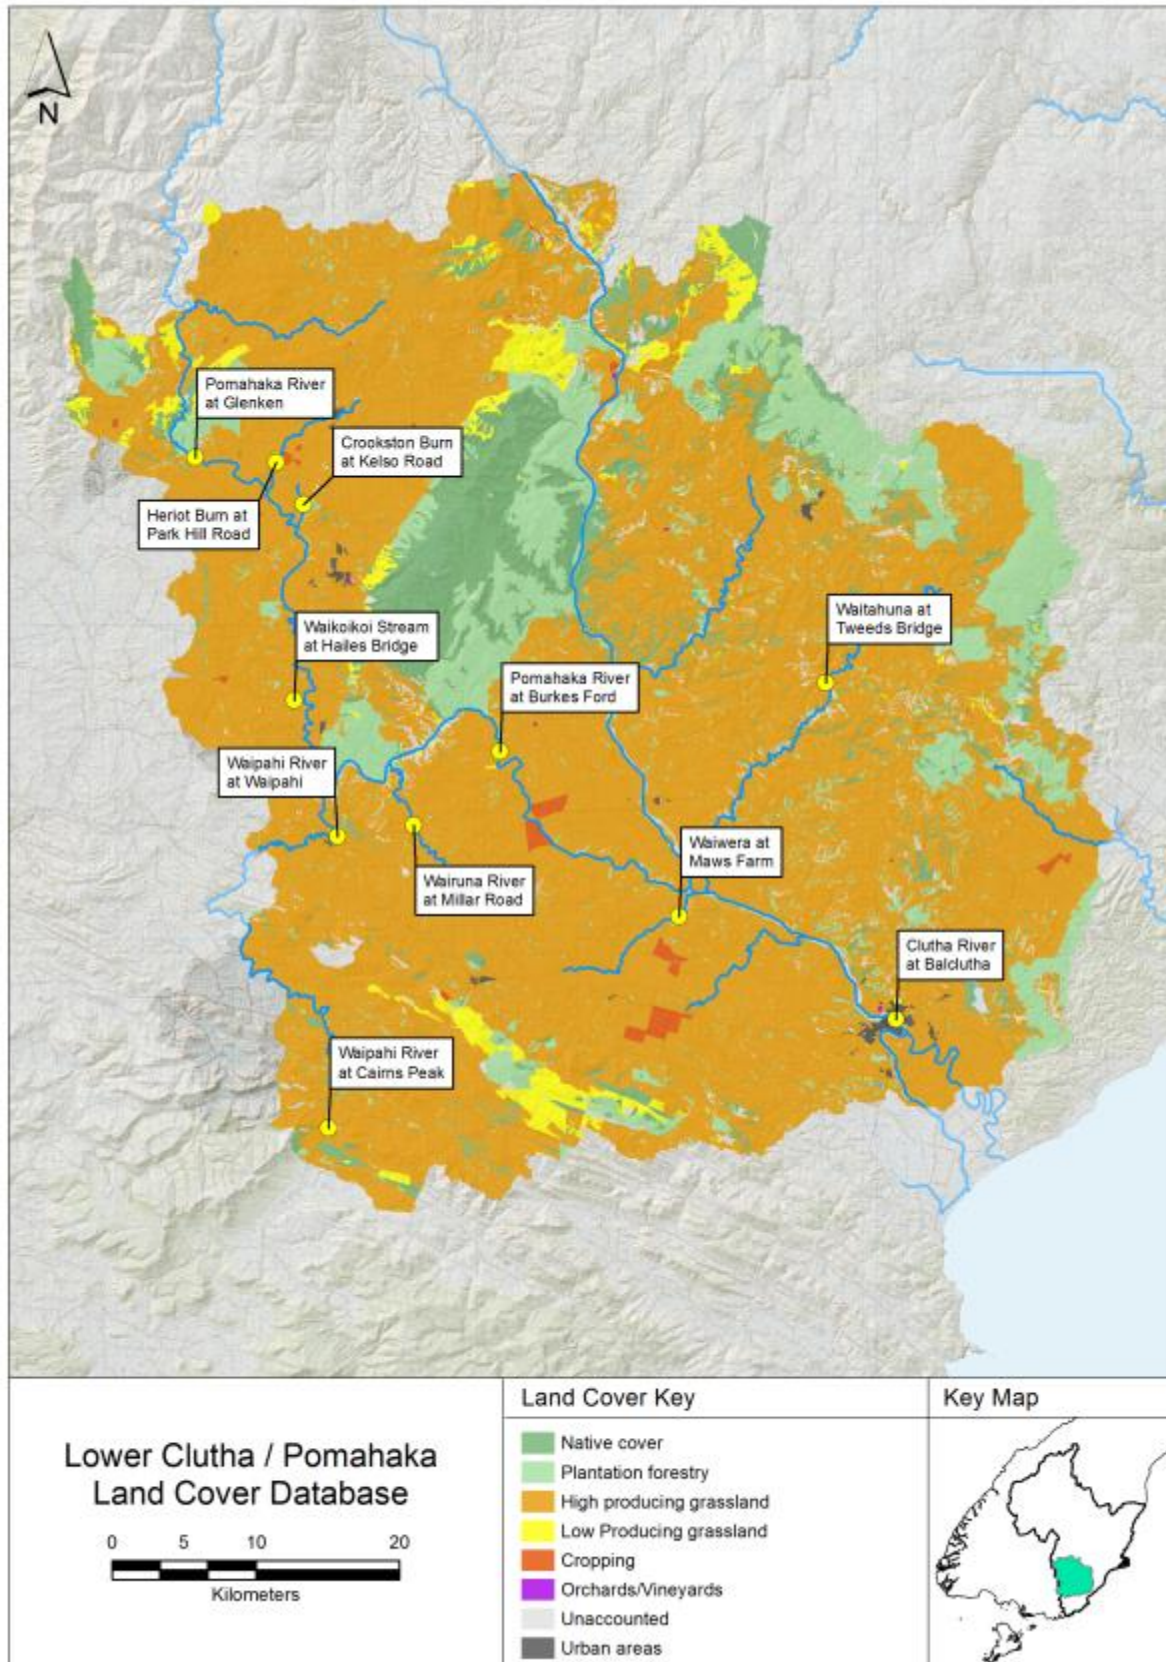 N
Pomahaka River
at Glenken
Crookston Burn
at Kelso Road
Heriot Burn at
Park Hill Road
Waikoikoi Stream
at Hailes Bridge
Waitahuna at
Tweeds Bridge
Pomahaka River
at Burkes Ford
Waipahi River
at Waipahi
Waiwera at
Maws Farm
Wairuna River
at Millar Road
Clutha River
at Balclutha
Waipahi River
at Cairns Peak
Lower Clutha / Pomahaka
Land Cover Database
0 5 10 20
Kilometers
Land Cover Key
Native cover
Plantation forestry
High producing grassland
Low Producing grassland
Cropping
Orchards/Vineyards
Unaccounted
Urban areas
Key Map